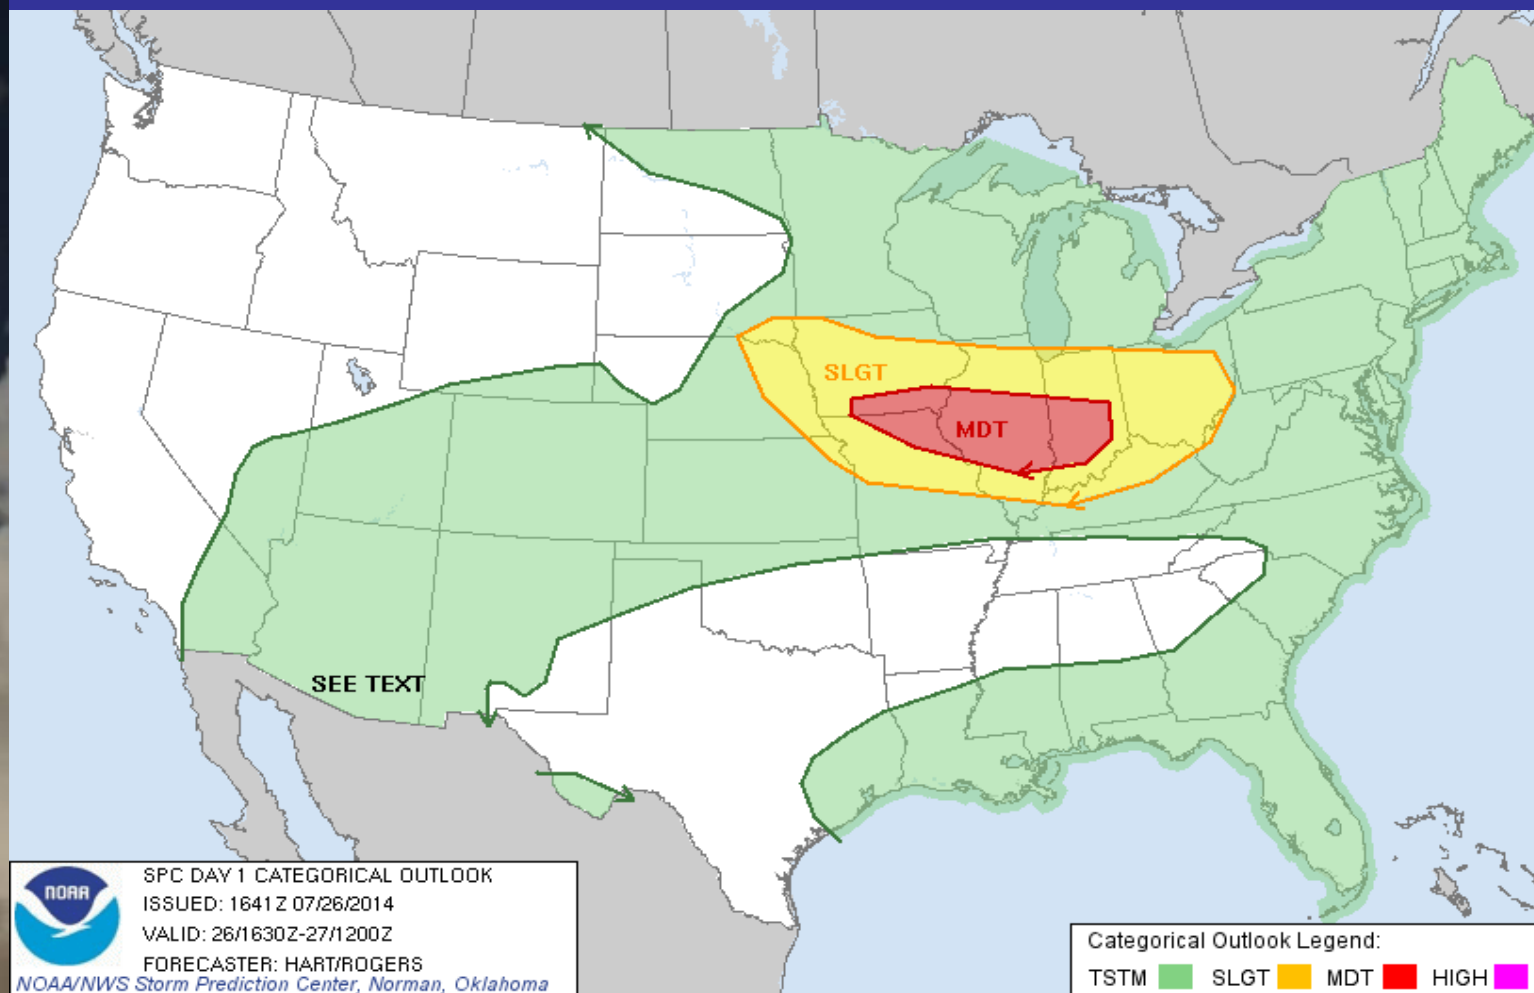 SLGT
MDT
SEE TEXT
NOAA
SPC DAY 1 CATEGORICAL OUTLOOK
ISSUED: 1641Z 07/26/2014
VALID: 26/1630Z-27/1200Z
FORECASTER: HART/ROGERS
NOAA/NWS Storm Prediction Center, Norman, Oklahoma
Categorical Outlook Legend:
TSTM SLGT MDT HIGH